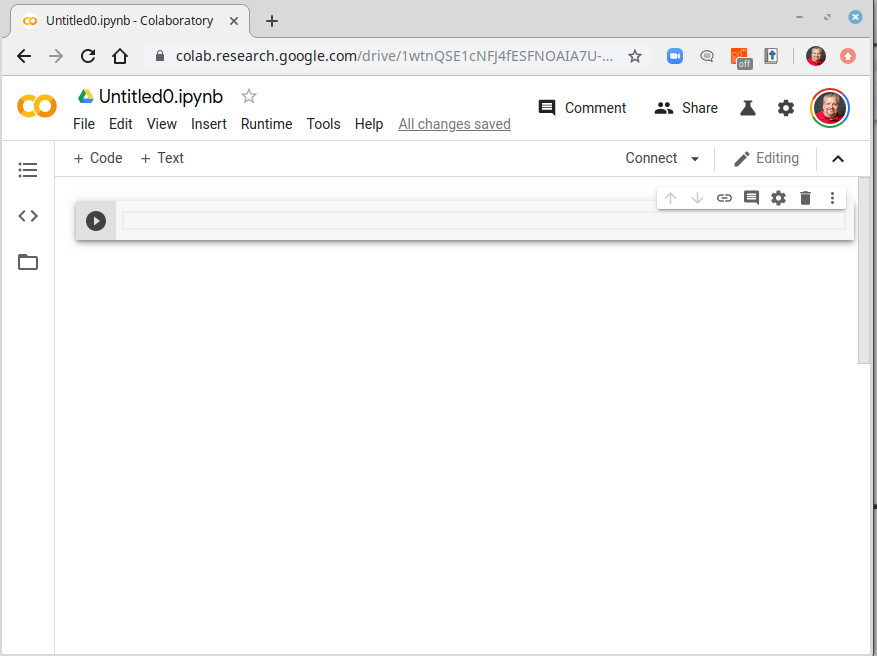 Untitled0.ipynb - Colaboratory
colab.research.google.com/drive/1wtnQSE1cNFJ4fESFNOAIA7U-...
off
Untitled0.ipynb
Comment
Share
File Edit View Insert Runtime Tools Help All changes saved
+ Code + Text
Connect
Editing